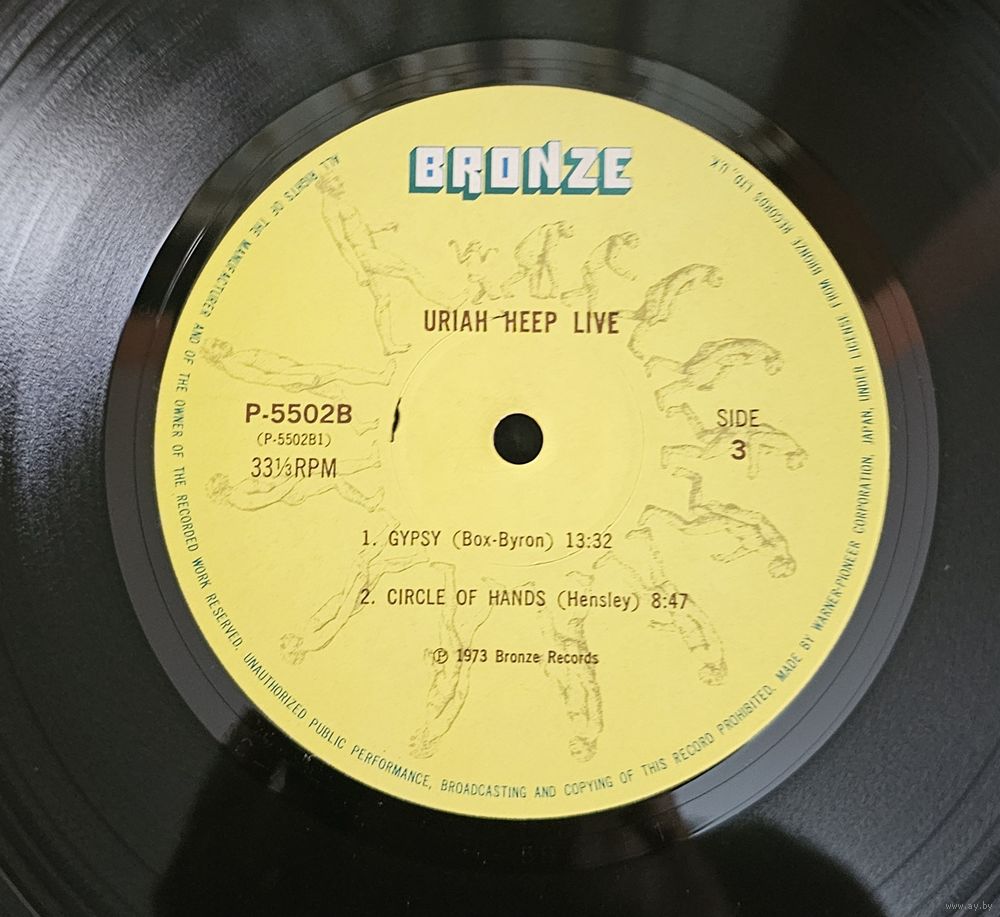 BRONZE
URIAH HEEP LIVE
P-5502B
(P-5502B1)
33⅓RPM
SIDE
3
1. GYPSY (Box-Byron) 13:32
2. CIRCLE OF HANDS (Hensley) 8:47
Ⓟ 1973 Bronze Records
ALL RIGHTS OF THE MANUFACTURER AND OF THE OWNER OF THE RECORDED WORK RESERVED. UNAUTHORIZED PUBLIC PERFORMANCE, BROADCASTING AND COPYING OF THIS RECORD PROHIBITED. MADE BY WARNER-PIONEER CORPORATION, JAPAN, UNDER LICENSE FROM BRONZE RECORDS LTD., U.K.
www.ay.by